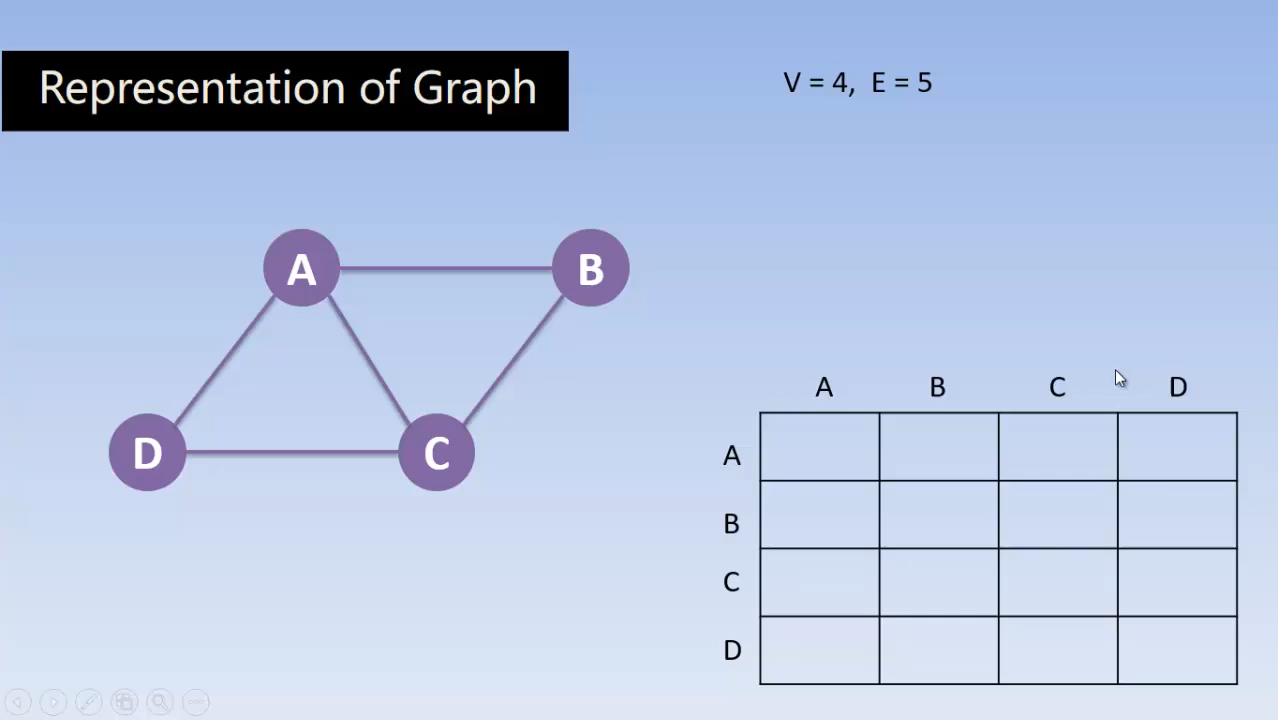 Representation of Graph
V = 4, E = 5
A B
D C
A B C D
A
B
C
D